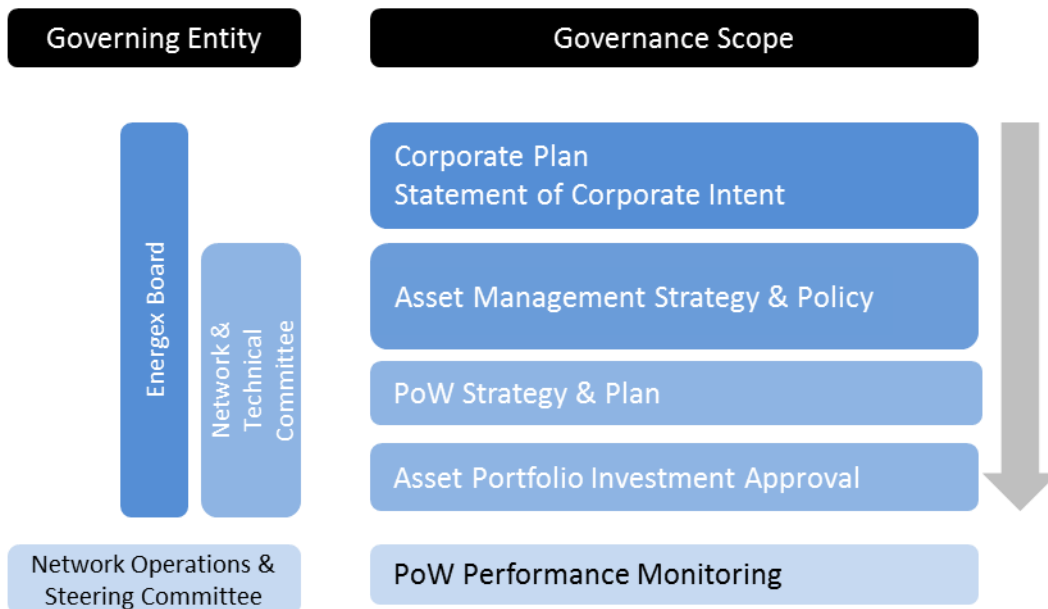 Governing Entity
Governance Scope
Energex Board
Network &
Technical
Committee
Corporate Plan
Statement of Corporate Intent
Asset Management Strategy & Policy
PoW Strategy & Plan
Asset Portfolio Investment Approval
Network Operations &
Steering Committee
PoW Performance Monitoring